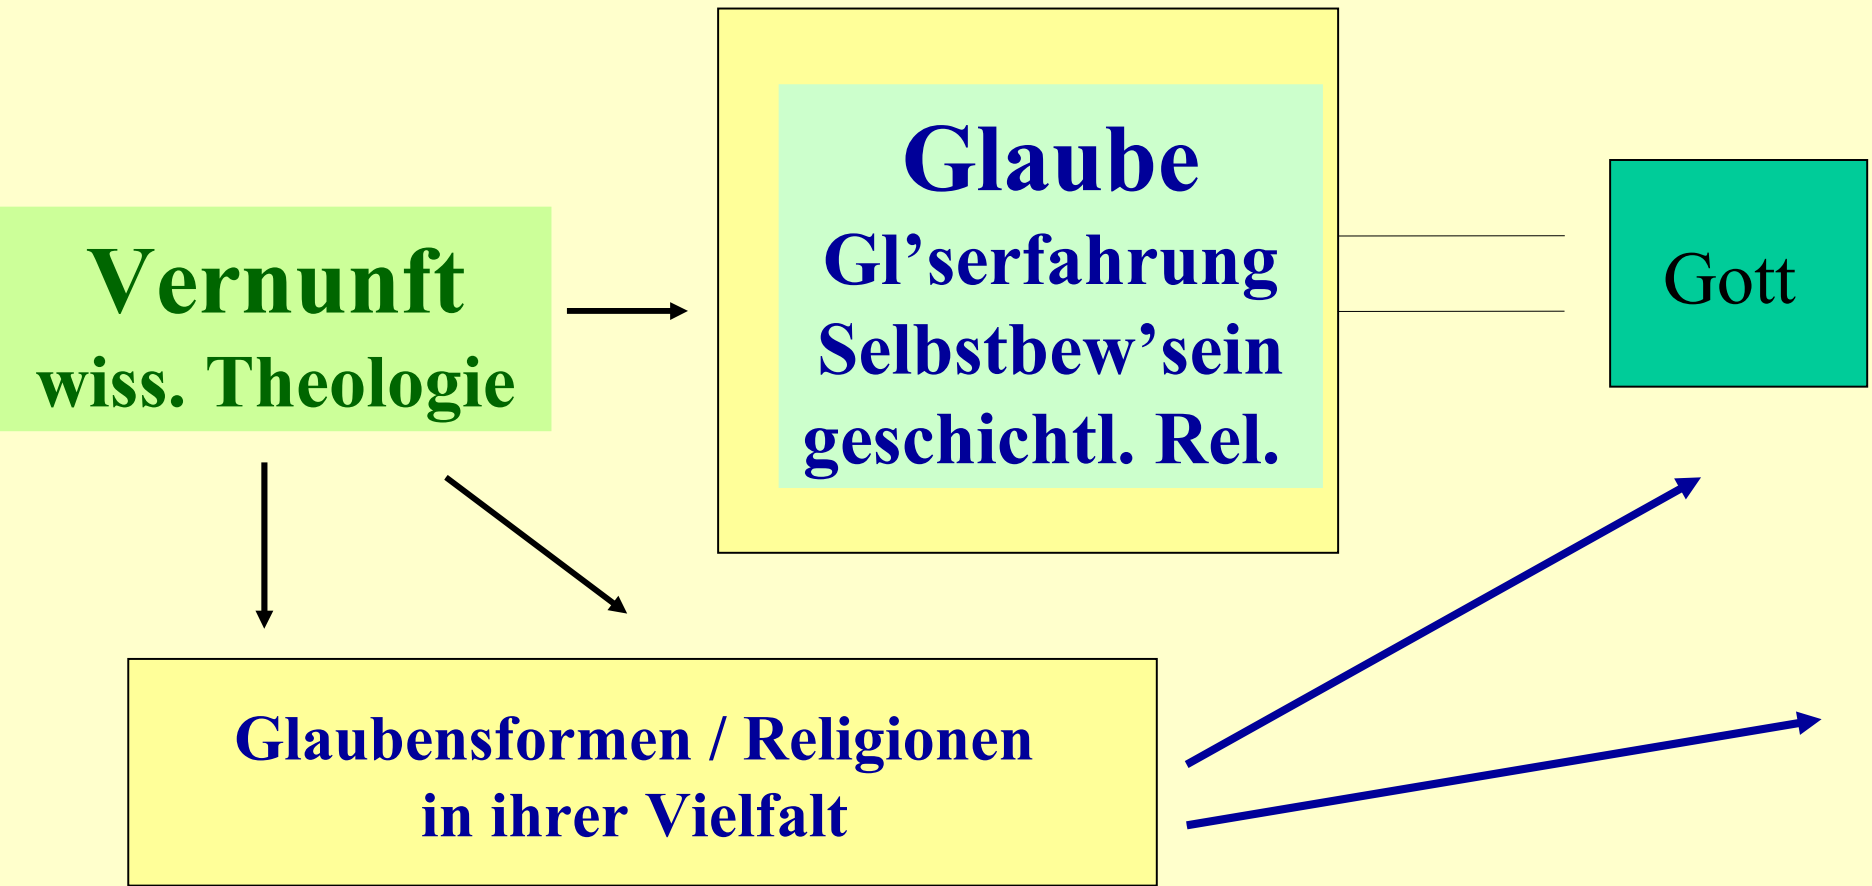 Vernunft
wiss. Theologie
Glaube
Gl’serfahrung
Selbstbew’sein
geschichtl. Rel.
Gott
Glaubensformen / Religionen
in ihrer Vielfalt